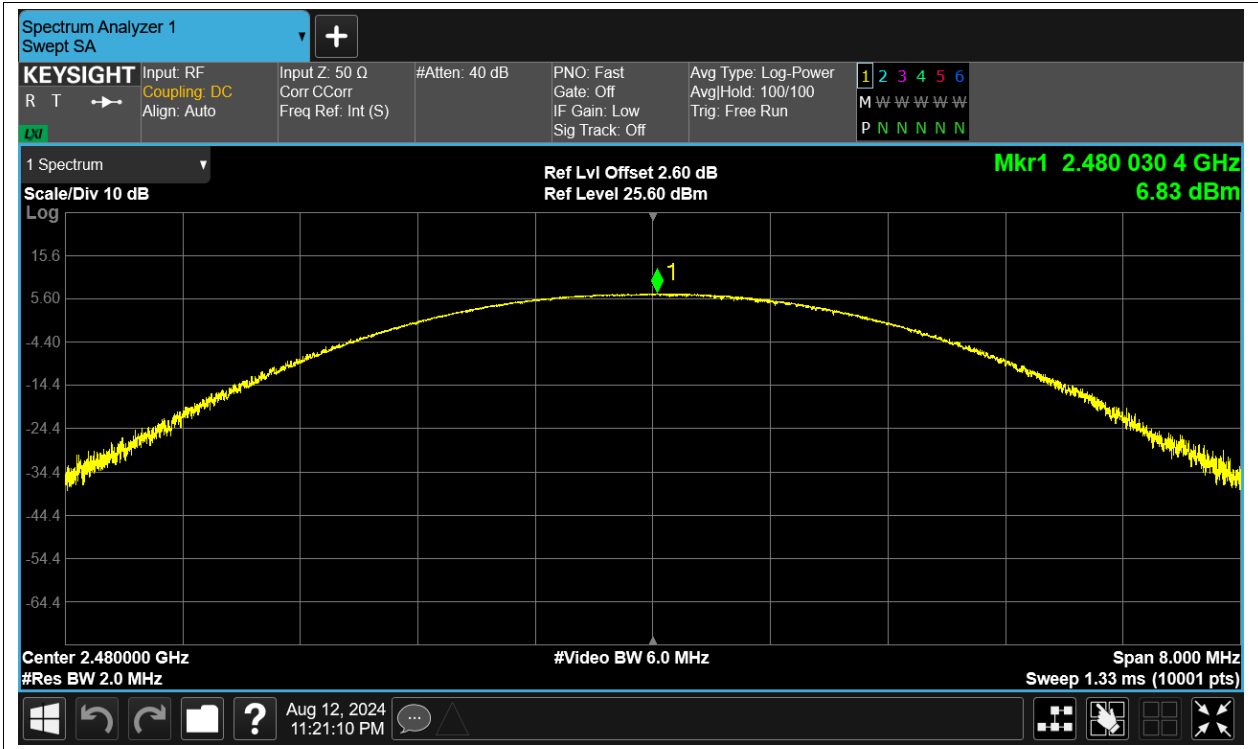 Spectrum Analyzer 1
Swept SA
KEYSIGHT
R T
LXI
Input: RF
Coupling: DC
Align: Auto
Input Z: 50 Ω
Corr CCorr
Freq Ref: Int (S)
#Atten: 40 dB
PNO: Fast
Gate: Off
IF Gain: Low
Sig Track: Off
Avg Type: Log-Power
Avg|Hold: 100/100
Trig: Free Run
1 2 3 4 5 6
M W W W W W
P N N N N N
1 Spectrum
Scale/Div 10 dB
Ref Lvl Offset 2.60 dB
Ref Level 25.60 dBm
Mkr1 2.480 030 4 GHz
6.83 dBm
Log
15.6
5.60
-4.40
-14.4
-24.4
-34.4
-44.4
-54.4
-64.4
1
Center 2.480000 GHz
#Video BW 6.0 MHz
Span 8.000 MHz
#Res BW 2.0 MHz
Sweep 1.33 ms (10001 pts)
?
Aug 12, 2024
11:21:10 PM